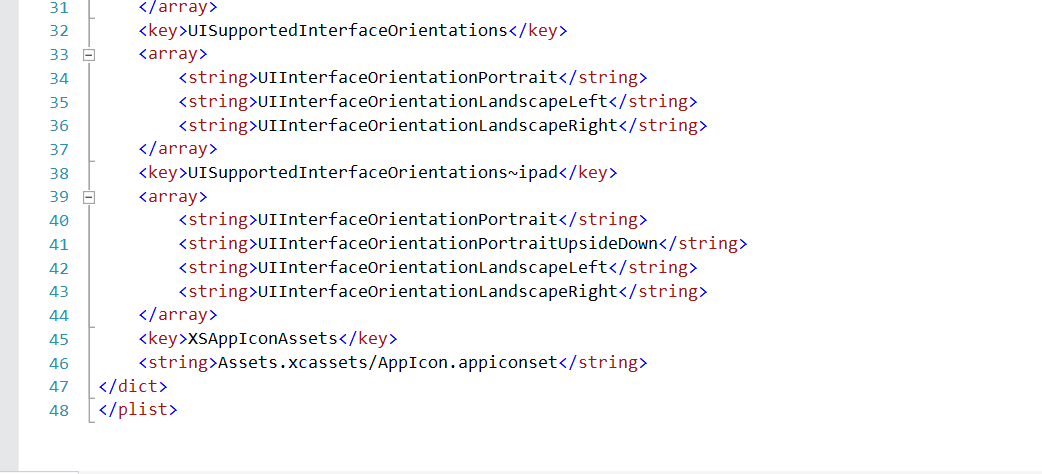 31 </array>
32 <key>UISupportedInterfaceOrientations</key>
33 <array>
34 <string>UIInterfaceOrientationPortrait</string>
35 <string>UIInterfaceOrientationLandscapeLeft</string>
36 <string>UIInterfaceOrientationLandscapeRight</string>
37 </array>
38 <key>UISupportedInterfaceOrientations~ipad</key>
39 <array>
40 <string>UIInterfaceOrientationPortrait</string>
41 <string>UIInterfaceOrientationPortraitUpsideDown</string>
42 <string>UIInterfaceOrientationLandscapeLeft</string>
43 <string>UIInterfaceOrientationLandscapeRight</string>
44 </array>
45 <key>XSAppIconAssets</key>
46 <string>Assets.xcassets/AppIcon.appiconset</string>
47 </dict>
48 </plist>